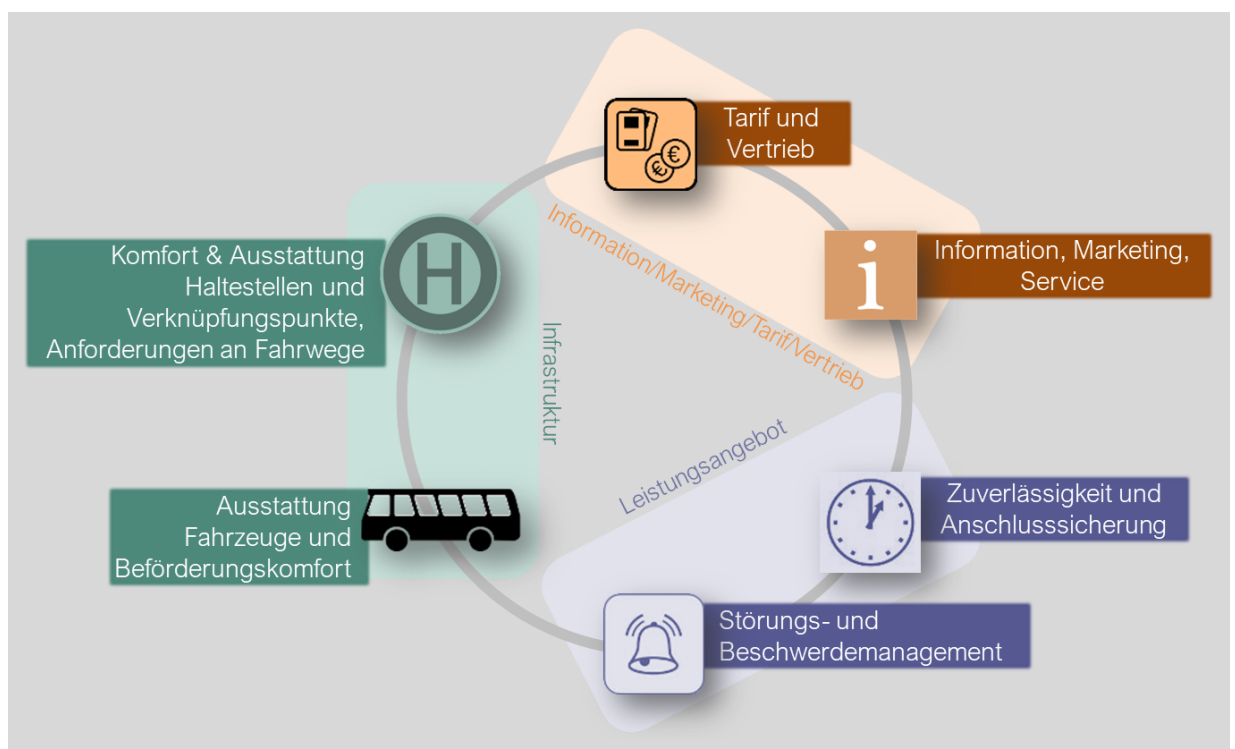 Tarif und
Vertrieb
Information, Marketing,
Service
Information/Marketing/Tarif/Vertrieb
Komfort & Ausstattung
Haltestellen und
Verknüpfungspunkte,
Anforderungen an Fahrwege
H
i
Infrastruktur
Leistungsangebot
Ausstattung
Fahrzeuge und
Beförderungskomfort
Zuverlässigkeit und
Anschlusssicherung
Störungs- und
Beschwerdemanagement